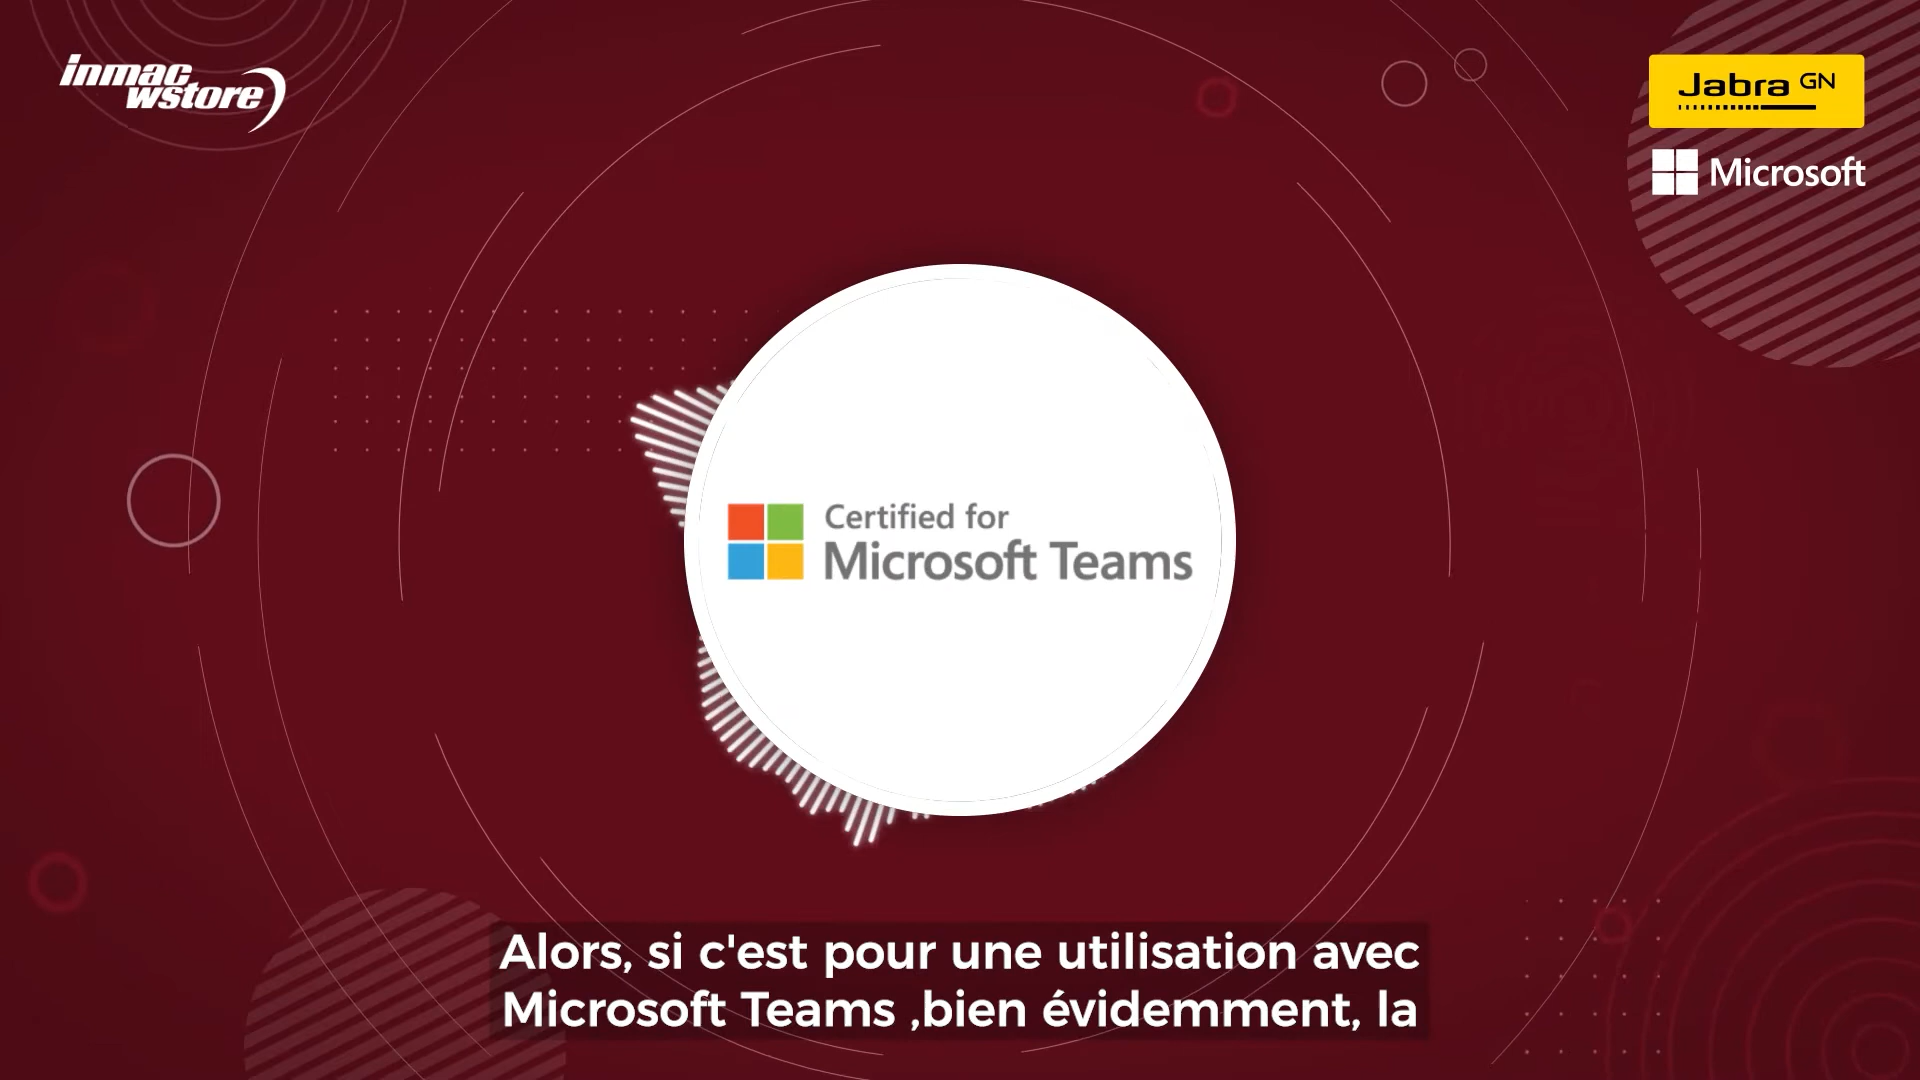 inmac
wstore
Jabra GN
Microsoft
Certified for
Microsoft Teams
Alors, si c'est pour une utilisation avec
Microsoft Teams ,bien évidemment, la